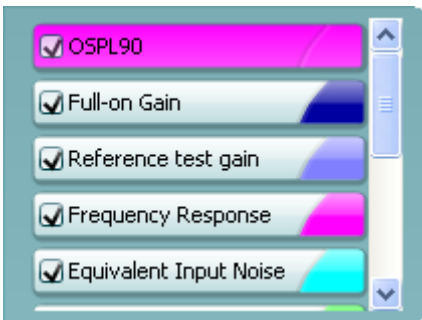 OSPL90
Full-on Gain
Reference test gain
Frequency Response
Equivalent Input Noise